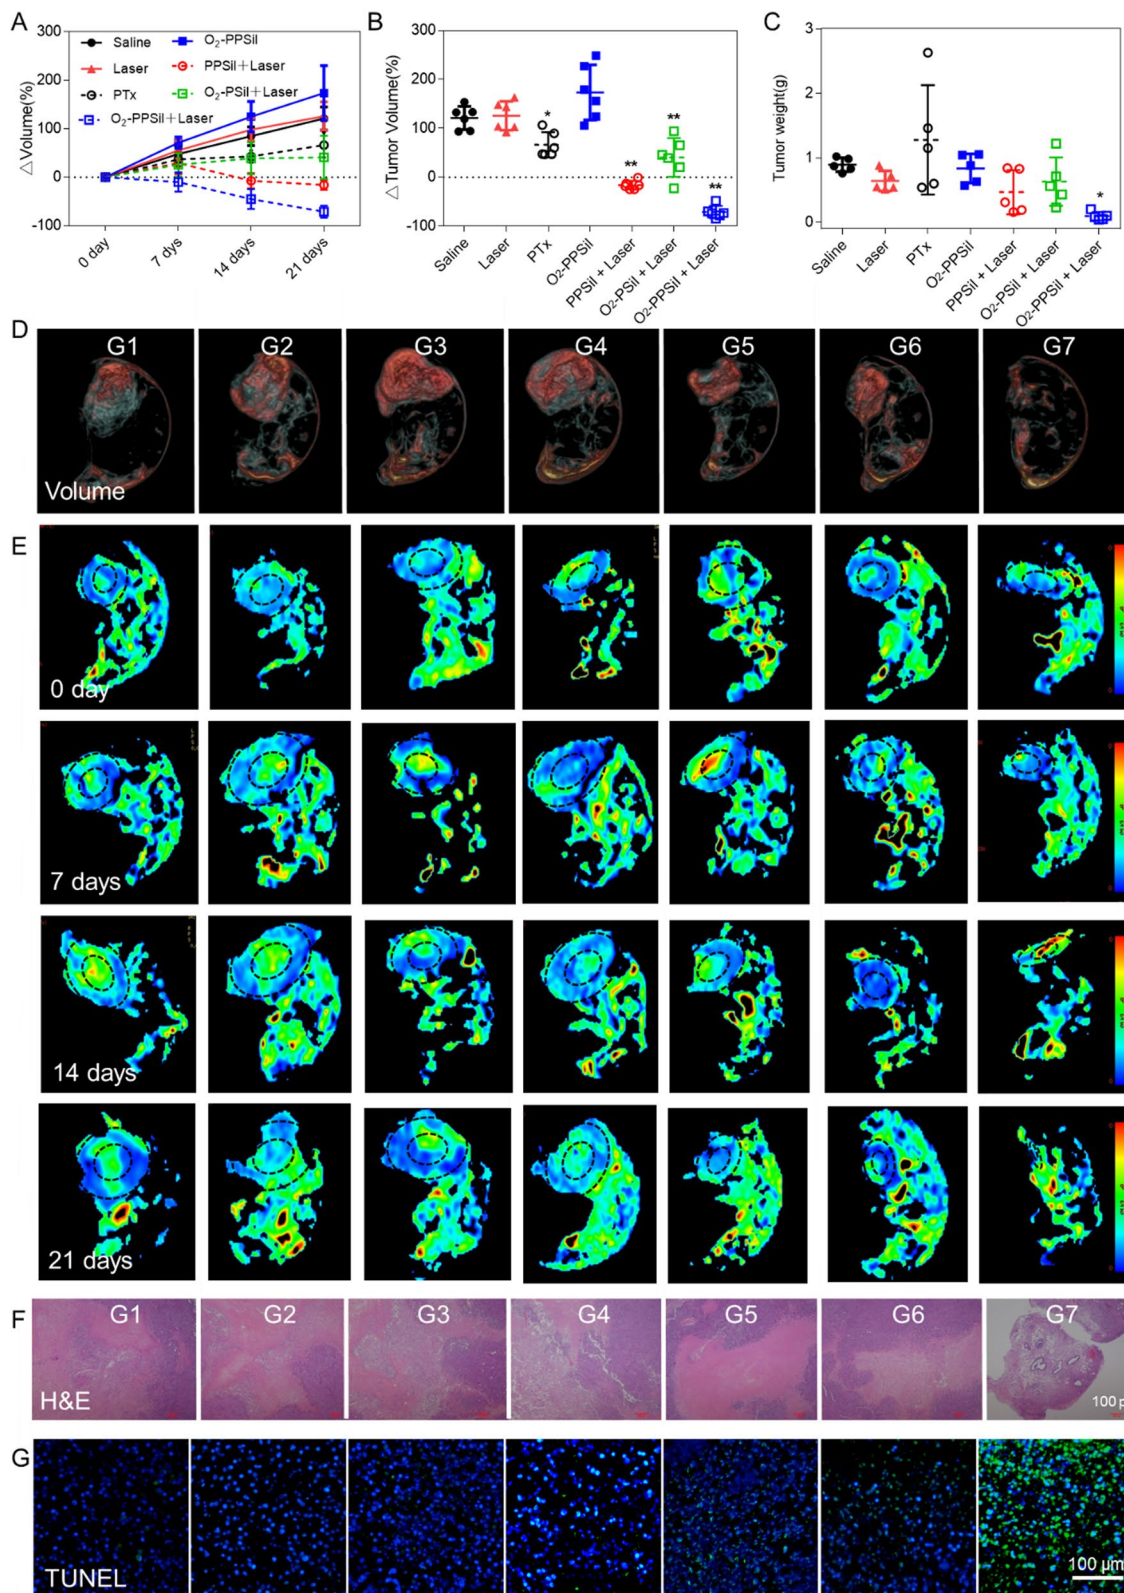 A
△ Volume(%)
300
200
100
0
-100
Saline
Laser
PTx
O₂-PPSil
PPSil+Laser
O₂-PSil+Laser
O₂-PPSil+Laser
0 day
7 dys
14 days
21 days
B
△ Tumor Volume(%)
300
200
100
0
-100
*
**
**
**
Saline
Laser
PTx
O₂-PPSil
PPSil + Laser
O₂-PSil + Laser
O₂-PPSil + Laser
C
Tumor weight(g)
3
2
1
0
*
Saline
Laser
PTx
O₂-PPSil
PPSil + Laser
O₂-PSil + Laser
O₂-PPSil + Laser
D
G1 G2 G3 G4 G5 G6 G7
Volume
E
0 day
7 days
14 days
21 days
F
G1 G2 G3 G4 G5 G6 G7
H&E
100 μ
G
TUNEL
100 μm